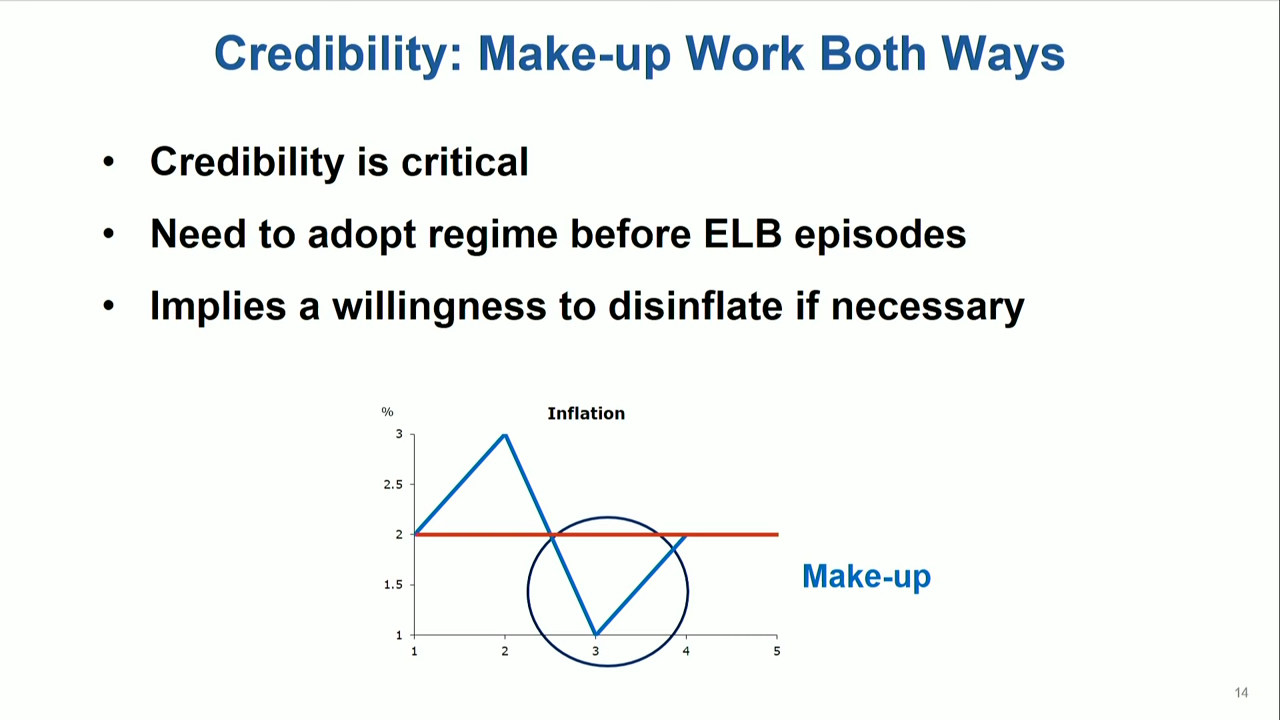 Credibility: Make-up Work Both Ways
• Credibility is critical
• Need to adopt regime before ELB episodes
• Implies a willingness to disinflate if necessary
% Inflation
3
2.5
2
1.5
1
1 2 3 4 5
Make-up
14